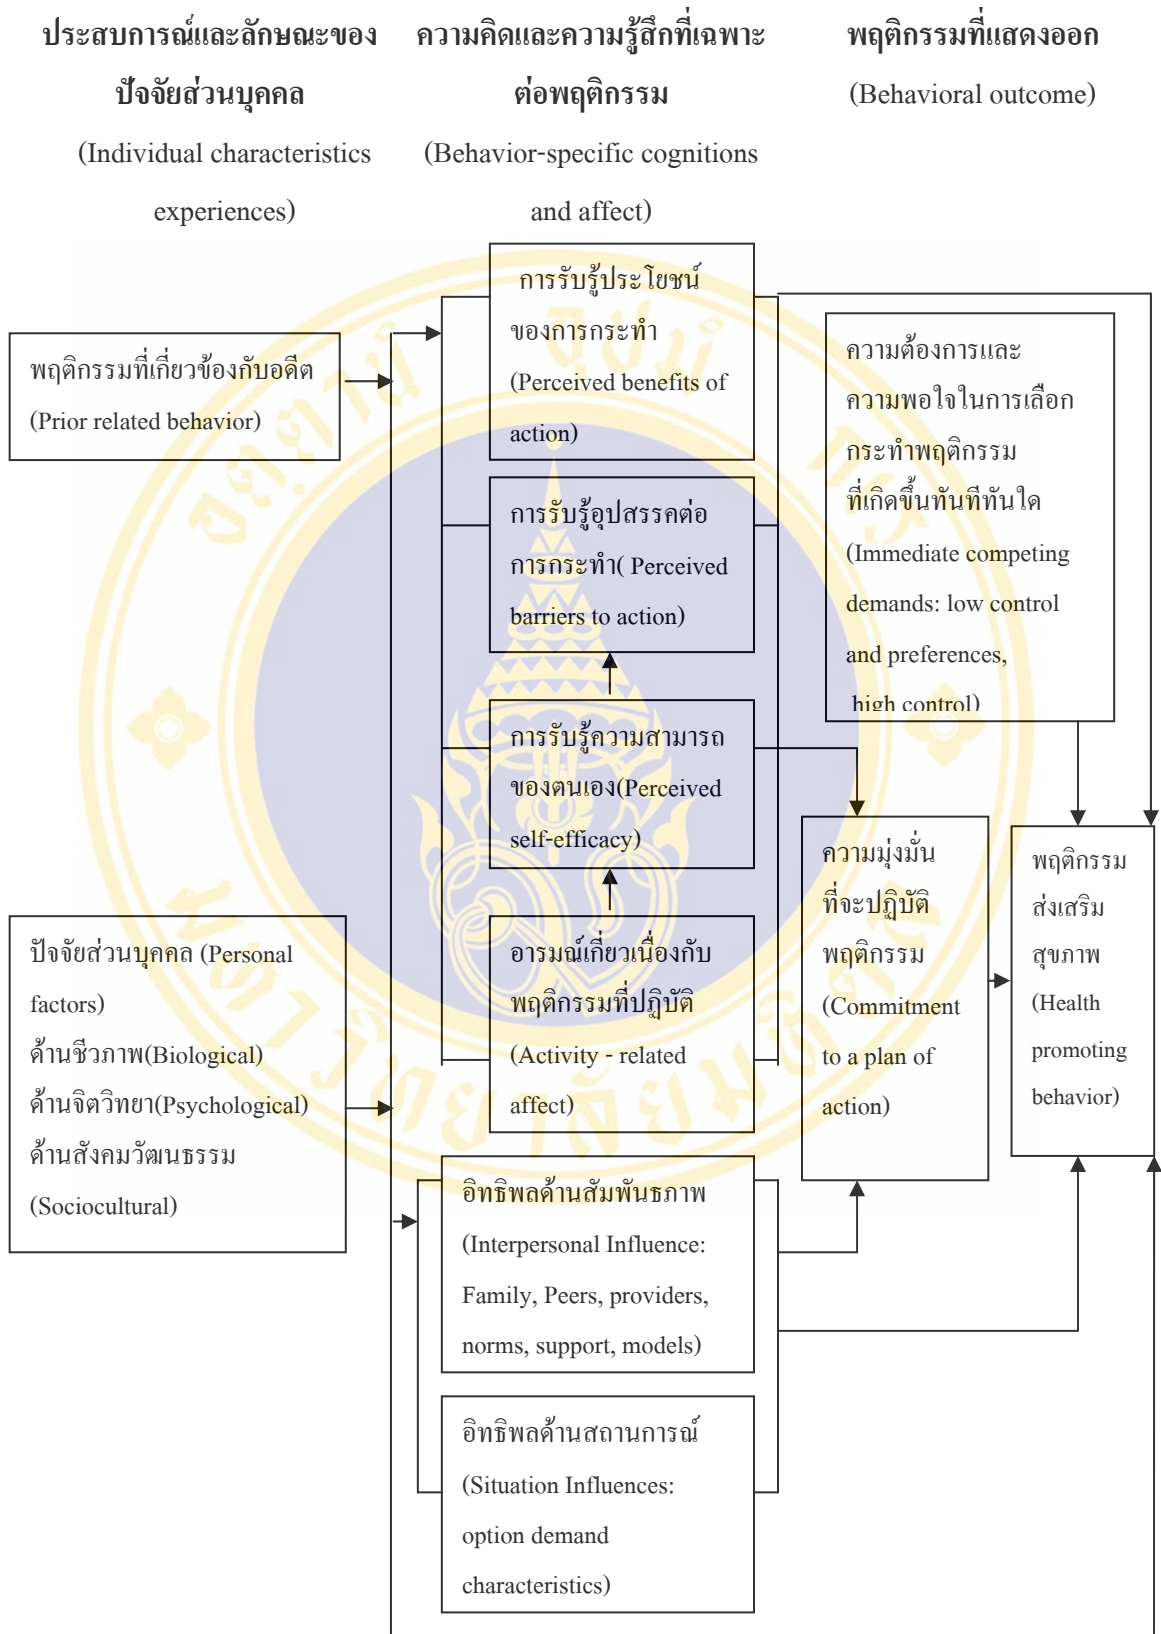 ประสบการณ์และลักษณะของ
ปัจจัยส่วนบุคคล
(Individual characteristics
experiences)
ความคิดและความรู้สึกที่เฉพาะ
ต่อพฤติกรรม
(Behavior-specific cognitions
and affect)
พฤติกรรมที่แสดงออก
(Behavioral outcome)
พฤติกรรมที่เกี่ยวข้องกับอดีต
(Prior related behavior)
ปัจจัยส่วนบุคคล (Personal
factors)
ด้านชีวภาพ(Biological)
ด้านจิตวิทยา(Psychological)
ด้านสังคมวัฒนธรรม
(Sociocultural)
การรับรู้ประโยชน์
ของการกระทำ
(Perceived benefits of
action)
การรับรู้อุปสรรคต่อ
การกระทำ( Perceived
barriers to action)
การรับรู้ความสามารถ
ของตนเอง(Perceived
self-efficacy)
อารมณ์เกี่ยวเนื่องกับ
พฤติกรรมที่ปฏิบัติ
(Activity - related
affect)
อิทธิพลด้านสัมพันธภาพ
(Interpersonal Influence:
Family, Peers, providers,
norms, support, models)
อิทธิพลด้านสถานการณ์
(Situation Influences:
option demand
characteristics)
ความต้องการและ
ความพอใจในการเลือก
กระทำพฤติกรรม
ที่เกิดขึ้นทันทีทันใด
(Immediate competing
demands: low control
and preferences,
high control)
ความมุ่งมั่น
ที่จะปฏิบัติ
พฤติกรรม
(Commitment
to a plan of
action)
พฤติกรรม
ส่งเสริม
สุขภาพ
(Health
promoting
behavior)
มหาวิทยาลัยมหิดล